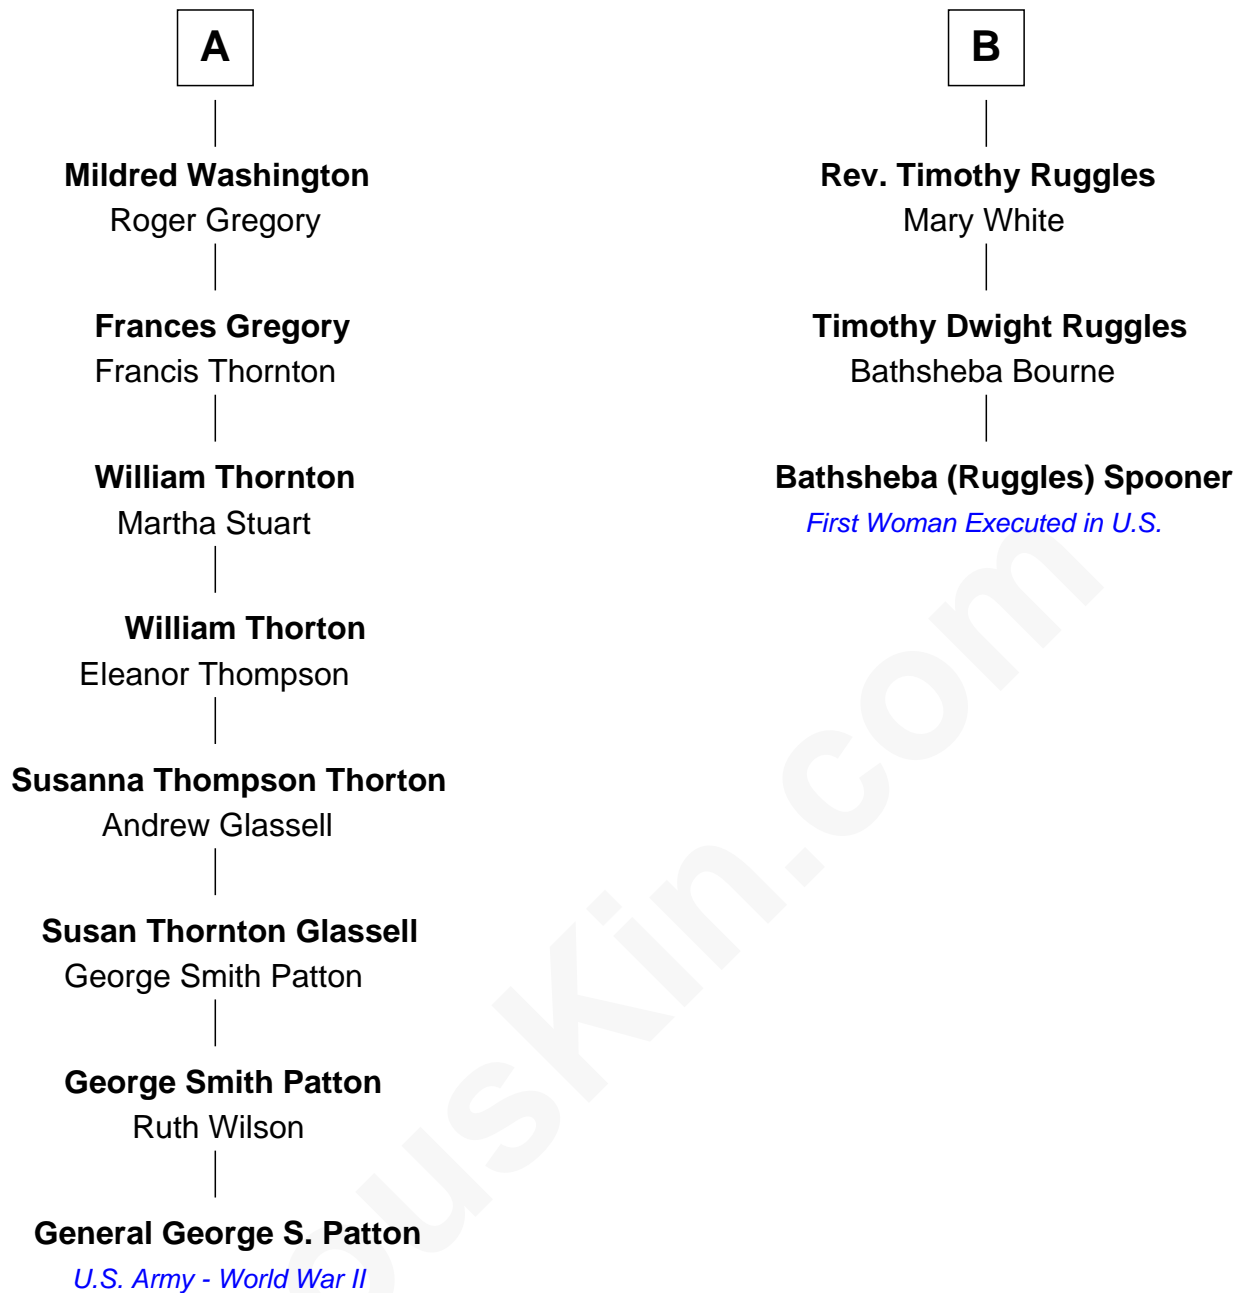 A
Mildred Washington
Roger Gregory
Frances Gregory
Francis Thornton
William Thornton
Martha Stuart
William Thorton
Eleanor Thompson
Susanna Thompson Thorton
Andrew Glassell
Susan Thornton Glassell
George Smith Patton
George Smith Patton
Ruth Wilson
General George S. Patton
U.S. Army - World War II
B
Rev. Timothy Ruggles
Mary White
Timothy Dwight Ruggles
Bathsheba Bourne
Bathsheba (Ruggles) Spooner
First Woman Executed in U.S.
ousKin.com